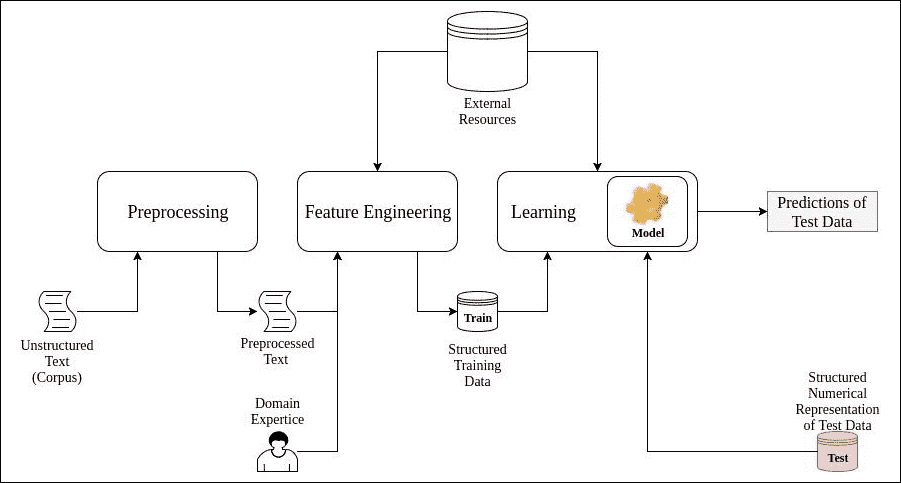 External
Resources
Preprocessing
Feature Engineering
Learning
Model
Predictions of
Test Data
Unstructured
Text
(Corpus)
Preprocessed
Text
Train
Structured
Training
Data
Domain
Expertice
Structured
Numerical
Representation
of Test Data
Test